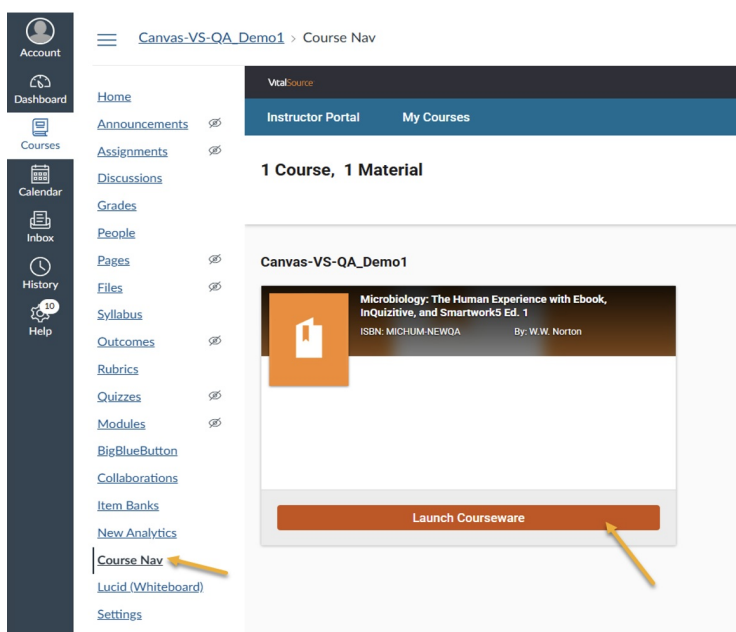 Account
Dashboard
Courses
Calendar
Inbox
History
10
Help
Canvas-VS-QA_Demo1 > Course Nav
Home
Announcements
Assignments
Discussions
Grades
People
Pages
Files
Syllabus
Outcomes
Rubrics
Quizzes
Modules
BigBlueButton
Collaborations
Item Banks
New Analytics
Course Nav
Lucid (Whiteboard)
Settings
VitalSource
Instructor Portal My Courses
1 Course, 1 Material
Canvas-VS-QA_Demo1
Microbiology: The Human Experience with Ebook,
InQuizitive, and Smartwork5 Ed. 1
ISBN: MICHUM-NEWQA By: W.W. Norton
Launch Courseware